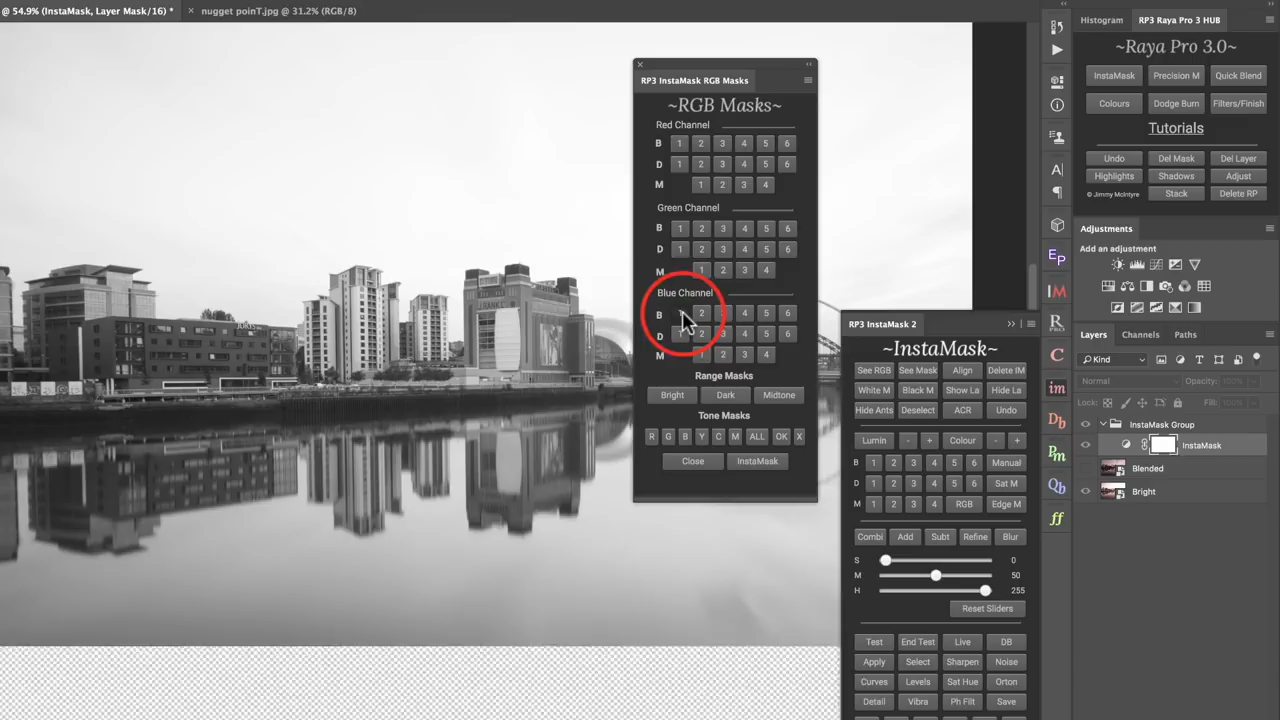 @ 54.9% (InstaMask, Layer Mask/16) *
× nugget poinT.jpg @ 31.2% (RGB/8)
RP3 InstaMask RGB Masks
~RGB Masks~
Red Channel
B 1 2 3 4 5 6
D 1 2 3 4 5 6
M 1 2 3 4
Green Channel
B 1 2 3 4 5 6
D 1 2 3 4 5 6
M 1 2 3 4
Blue Channel
B 2 4 5 6
D 1 2 3 4 5 6
M 1 2 3 4
Range Masks
Bright Dark Midtone
Tone Masks
R G B Y C M ALL OK X
Close InstaMask
RP3 InstaMask 2
~InstaMask~
See RGB See Mask Align Delete IM
White M Black M Show La Hide La
Hide Ants Deselect ACR Undo
Lumin - + Colour - +
B 1 2 3 4 5 6 Manual
D 1 2 3 4 5 6 Sat M
M 1 2 3 4 RGB Edge M
Combi Add Subt Refine Blur
S 0
M 50
H 255
Reset Sliders
Test End Test Live DB
Apply Select Sharpen Noise
Curves Levels Sat Hue Orton
Detail Vibra Ph Filt Save
EP
IM
RPRO
C
im
Db
Pm
Qb
ff
Histogram RP3 Raya Pro 3 HUB
~Raya Pro 3.0~
InstaMask Precision M Quick Blend
Colours Dodge Burn Filters/Finish
Tutorials
Undo Del Mask Del Layer
Highlights Shadows Adjust
© Jimmy McIntyre Stack Delete RP
Adjustments
Add an adjustment
Layers Channels Paths
Kind
Normal Opacity: 100%
Lock: Fill: 100%
InstaMask Group
InstaMask
Blended
Bright